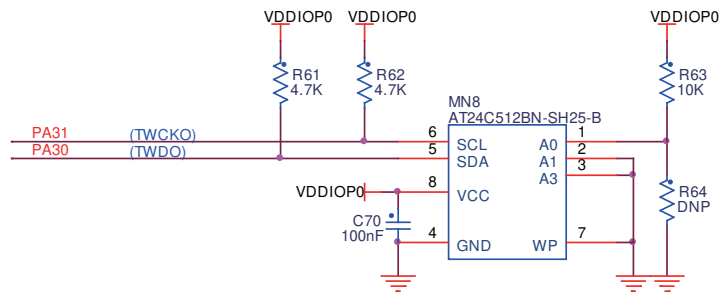 VDDIOP0
VDDIOP0
VDDIOP0
R61
4.7K
R62
4.7K
R63
10K
MN8
AT24C512BN-SH25-B
PA31
(TWCKO)
6
SCL
A0
1
PA30
(TWDO)
5
SDA
A1
2
A3
3
VDDIOP0
8
VCC
R64
DNP
C70
100nF
4
GND
WP
7